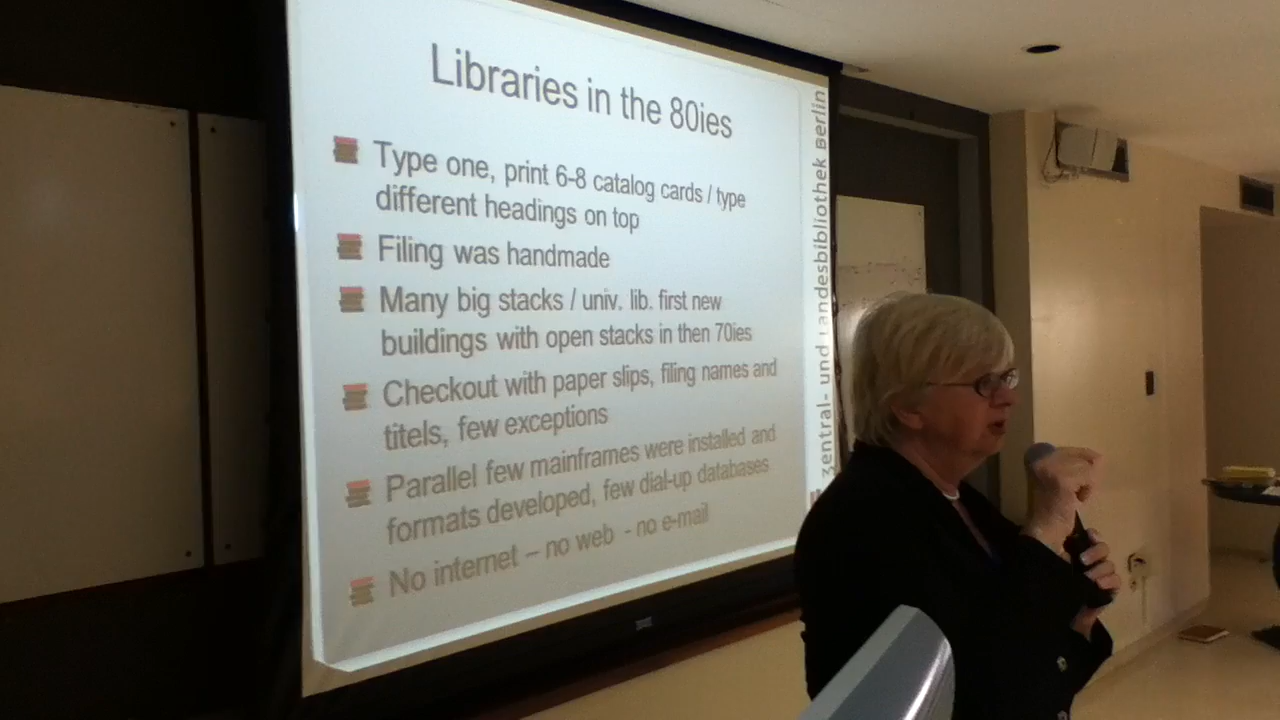 Libraries in the 80ies
Type one, print 6-8 catalog cards / type
different headings on top
Filing was handmade
Many big stacks / univ. lib. first new
buildings with open stacks in then 70ies
Checkout with paper slips, filing names and
titels, few exceptions
Parallel few mainframes were installed and
formats developed, few dial-up databases
No internet – no web - no e-mail
Zentral- und Landesbibliothek Berlin